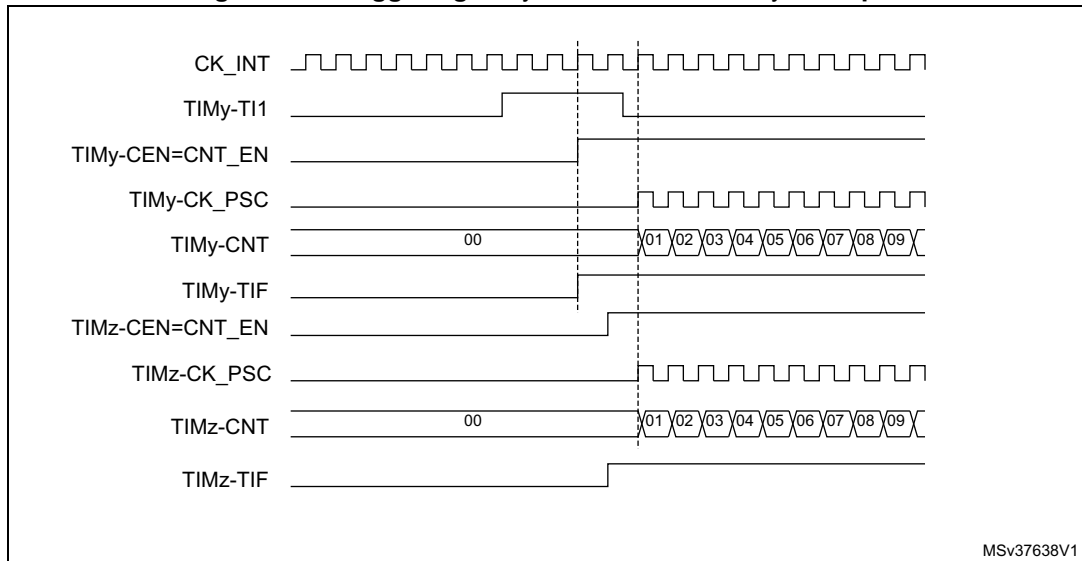 CK_INT
TIMy-TI1
TIMy-CEN=CNT_EN
TIMy-CK_PSC
TIMy-CNT 00 01 02 03 04 05 06 07 08 09
TIMy-TIF
TIMz-CEN=CNT_EN
TIMz-CK_PSC
TIMz-CNT 00 01 02 03 04 05 06 07 08 09
TIMz-TIF
MSv37638V1